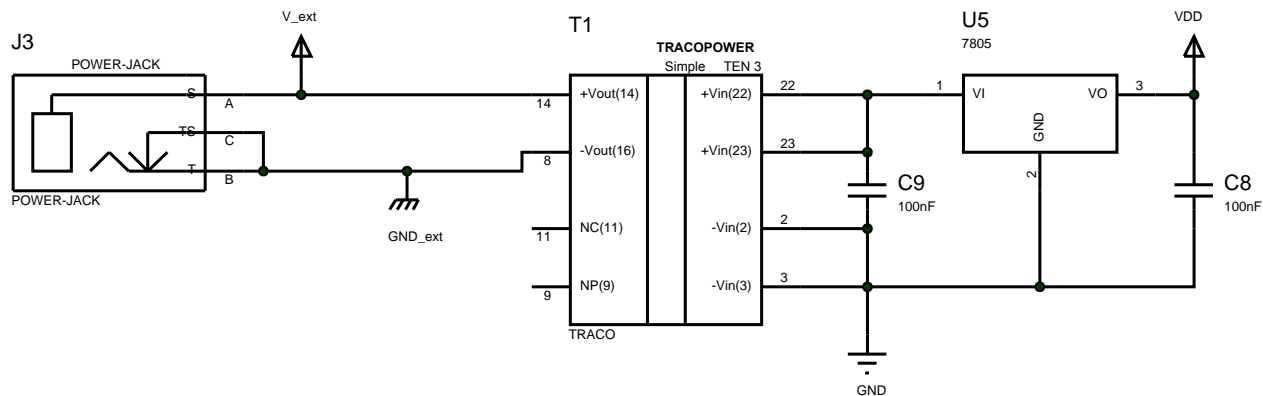 J3
POWER-JACK
S
A
TS
C
T
B
POWER-JACK
V_ext
GND_ext
T1
TRACOPOWER
Simple TEN 3
14
+Vout(14)
8
-Vout(16)
11
NC(11)
9
NP(9)
+Vin(22)
22
+Vin(23)
23
-Vin(2)
2
-Vin(3)
3
TRACO
C9
100nF
GND
U5
7805
1
VI
VO
3
GND
2
VDD
C8
100nF